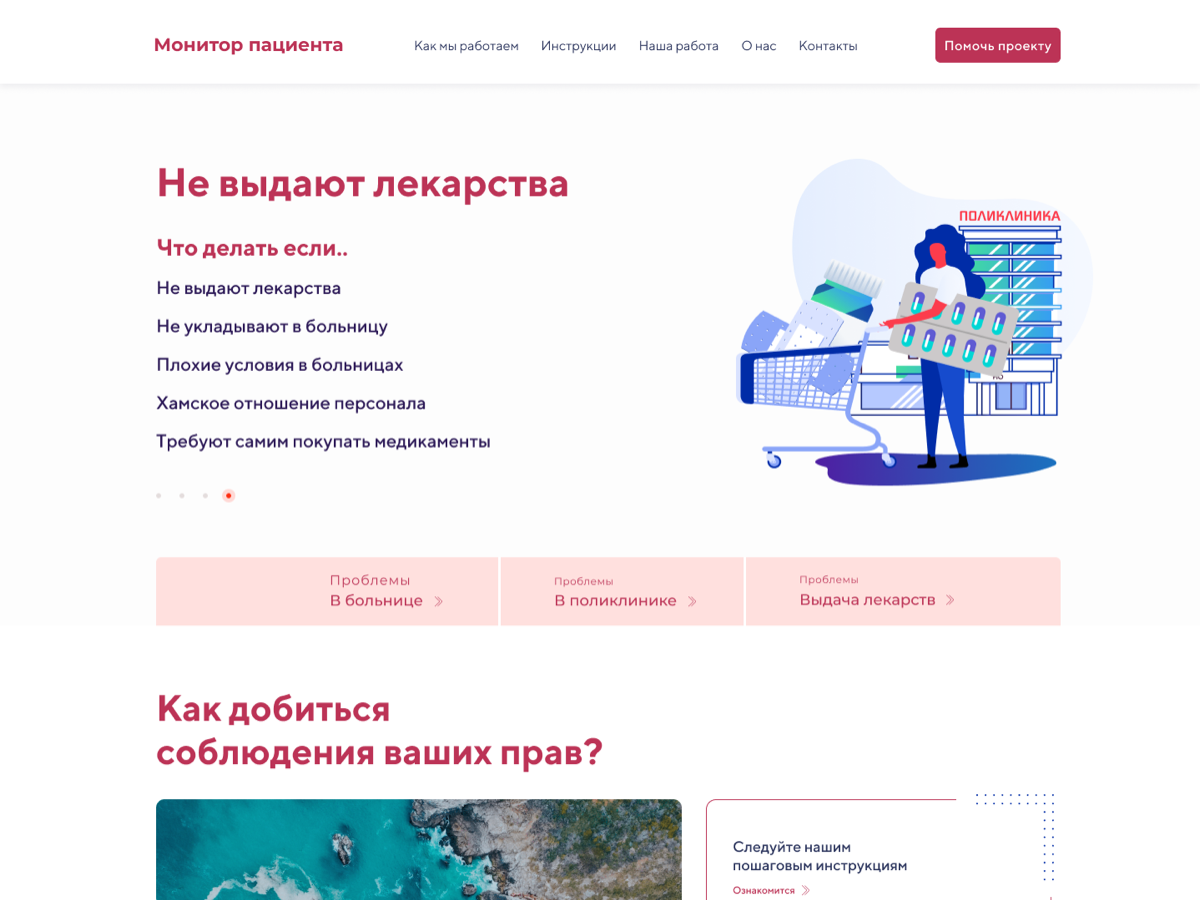 Монитор пациента
Как мы работаем
Инструкции
Наша работа
О нас
Контакты
Помочь проекту
Не выдают лекарства
Что делать если..
Не выдают лекарства
Не укладывают в больницу
Плохие условия в больницах
Хамское отношение персонала
Требуют самим покупать медикаменты
ПОЛИКЛИНИКА
Проблемы
В больнице
Проблемы
В поликлинике
Проблемы
Выдача лекарств
Как добиться
соблюдения ваших прав?
Следуйте нашим
пошаговым инструкциям
Ознакомится